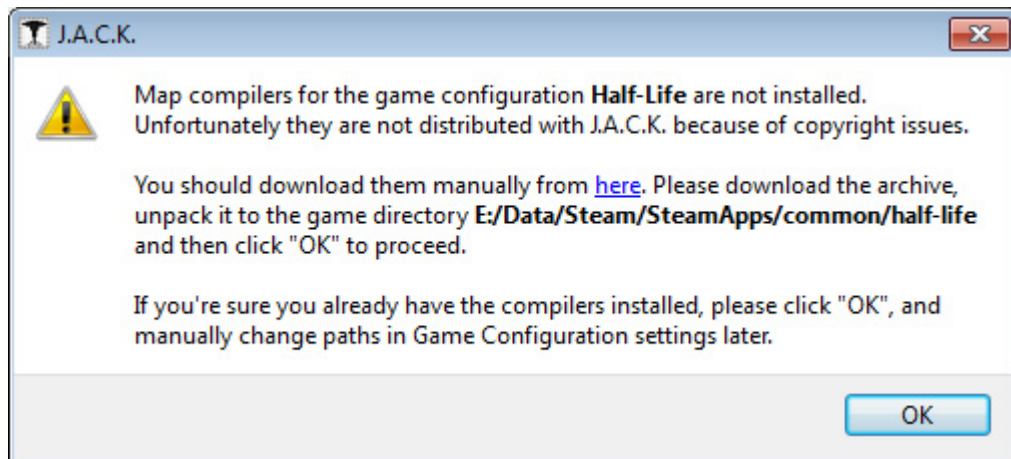 J.A.C.K.
Map compilers for the game configuration Half-Life are not installed.
Unfortunately they are not distributed with J.A.C.K. because of copyright issues.
You should download them manually from here. Please download the archive,
unpack it to the game directory E:/Data/Steam/SteamApps/common/half-life
and then click "OK" to proceed.
If you're sure you already have the compilers installed, please click "OK", and
manually change paths in Game Configuration settings later.
OK